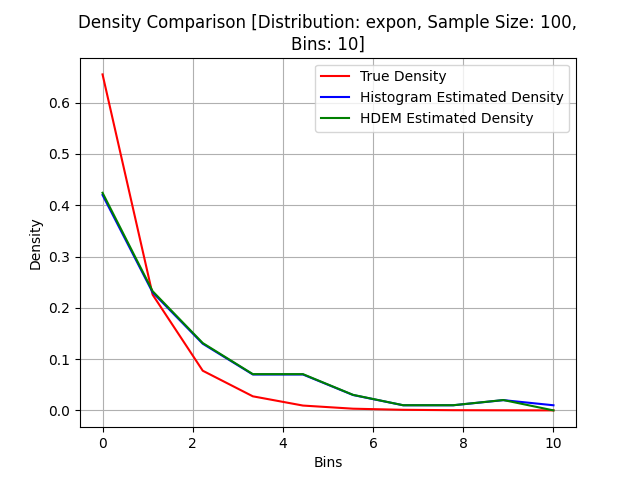 Density Comparison [Distribution: expon, Sample Size: 100,
Bins: 10]
True Density
Histogram Estimated Density
HDEM Estimated Density
Density
0.6
0.5
0.4
0.3
0.2
0.1
0.0
0 2 4 6 8 10
Bins